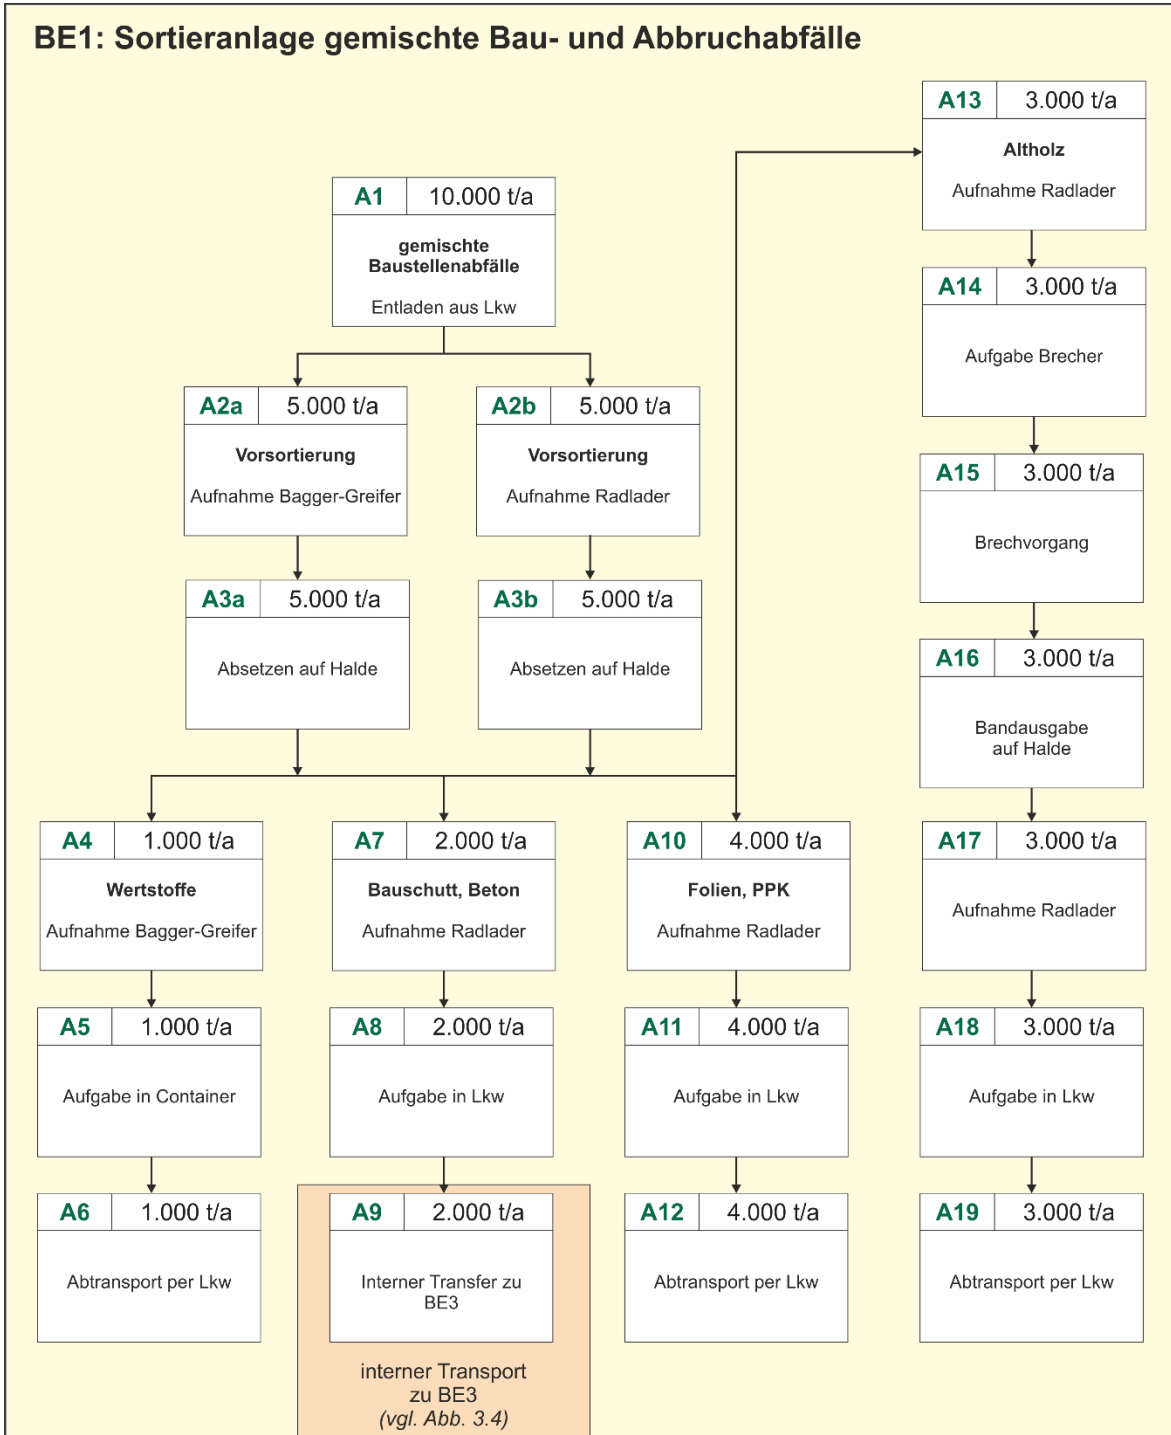 BE1: Sortieranlage gemischte Bau- und Abbruchabfälle
A1 10.000 t/a
gemischte
Baustellenabfälle
Entladen aus Lkw
A2a 5.000 t/a
Vorsortierung
Aufnahme Bagger-Greifer
A2b 5.000 t/a
Vorsortierung
Aufnahme Radlader
A3a 5.000 t/a
Absetzen auf Halde
A3b 5.000 t/a
Absetzen auf Halde
A4 1.000 t/a
Wertstoffe
Aufnahme Bagger-Greifer
A5 1.000 t/a
Aufgabe in Container
A6 1.000 t/a
Abtransport per Lkw
A7 2.000 t/a
Bauschutt, Beton
Aufnahme Radlader
A8 2.000 t/a
Aufgabe in Lkw
A9 2.000 t/a
Interner Transfer zu
BE3
interner Transport
zu BE3
(vgl. Abb. 3.4)
A10 4.000 t/a
Folien, PPK
Aufnahme Radlader
A11 4.000 t/a
Aufgabe in Lkw
A12 4.000 t/a
Abtransport per Lkw
A13 3.000 t/a
Altholz
Aufnahme Radlader
A14 3.000 t/a
Aufgabe Brecher
A15 3.000 t/a
Brechvorgang
A16 3.000 t/a
Bandausgabe
auf Halde
A17 3.000 t/a
Aufnahme Radlader
A18 3.000 t/a
Aufgabe in Lkw
A19 3.000 t/a
Abtransport per Lkw